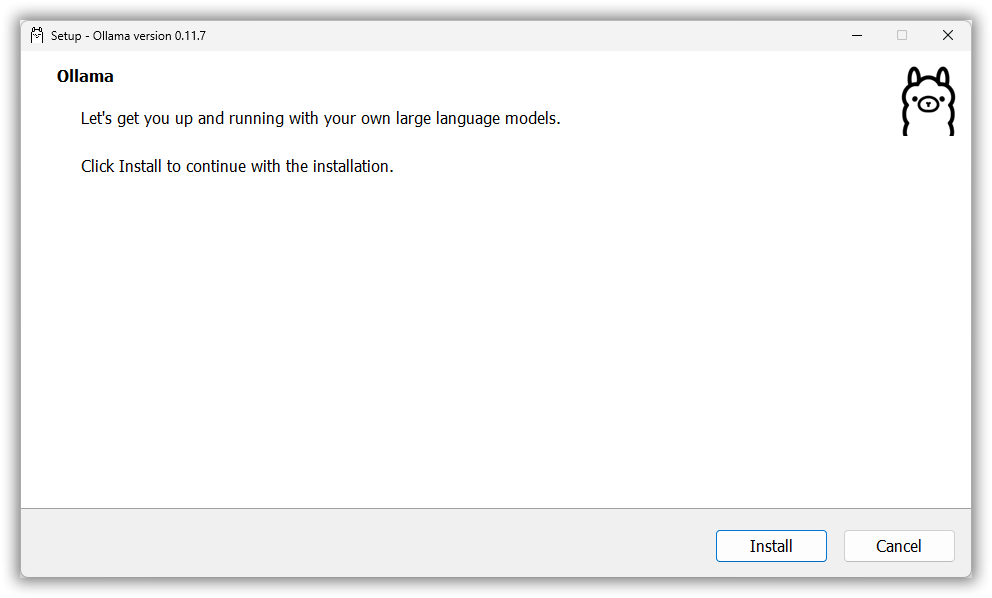 Setup - Ollama version 0.11.7
Ollama
Let's get you up and running with your own large language models.
Click Install to continue with the installation.
Install
Cancel